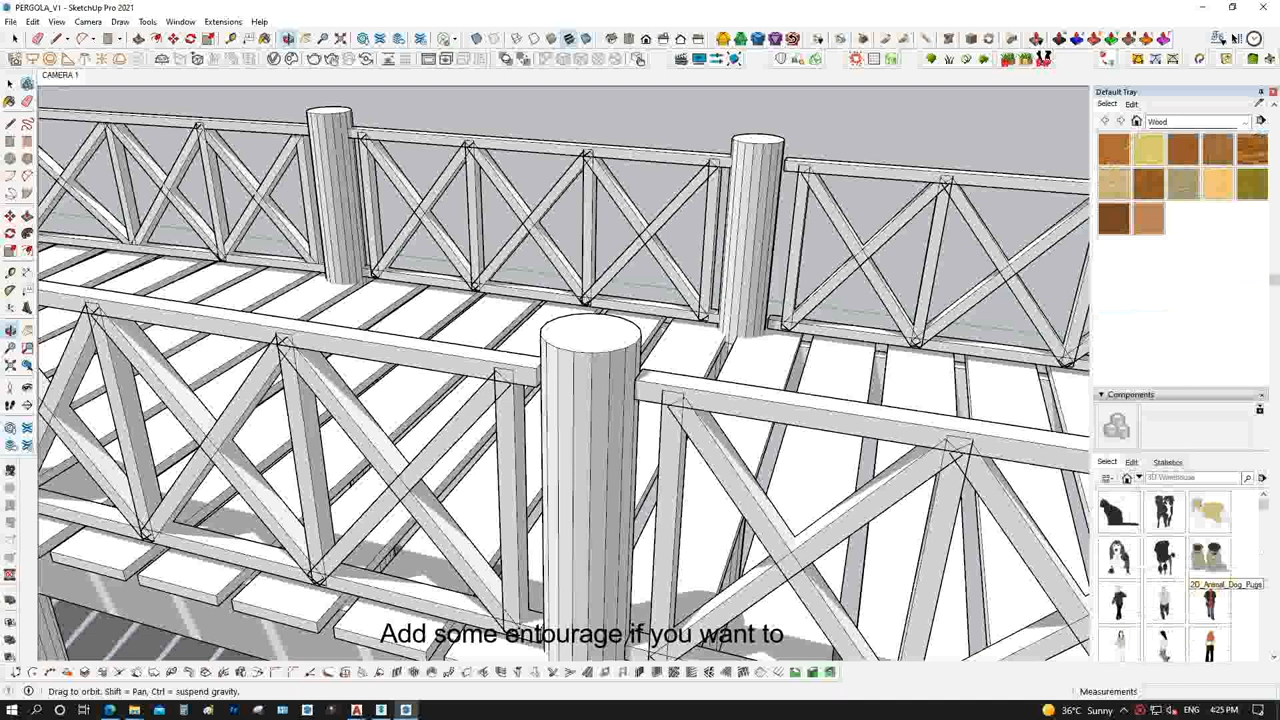 PERGOLA_V1 - SketchUp Pro 2021
File Edit View Camera Draw Tools Window Extensions Help
CAMERA 1
Default Tray
Select Edit
Wood
Components
Select Edit Statistics
3D Warehouse
2D_Animal_Dog_Pugs
Add some entourage if you want to
Drag to orbit. Shift = Pan, Ctrl = suspend gravity.
Measurements
36°C Sunny ENG 4:25 PM